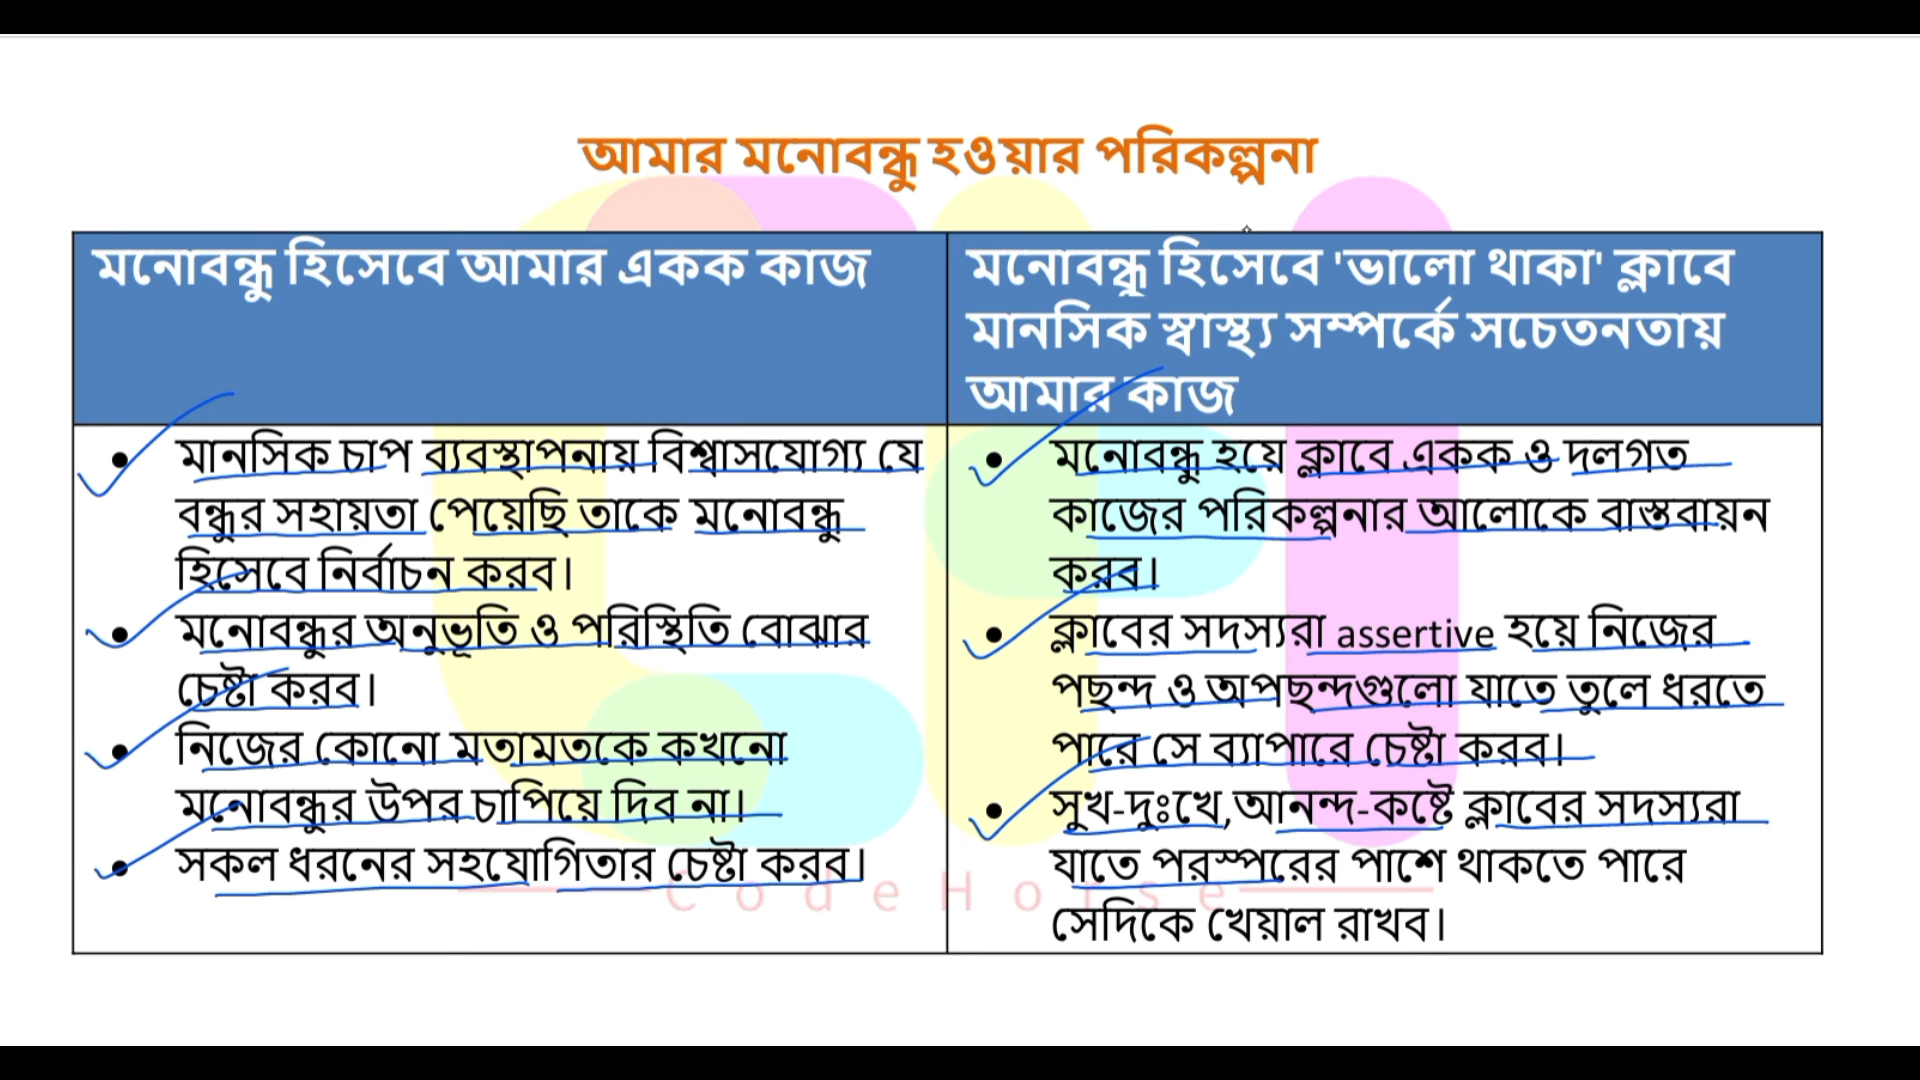 আমার মনোবন্ধু হওয়ার পরিকল্পনা
মনোবন্ধু হিসেবে আমার একক কাজ
মনোবন্ধু হিসেবে 'ভালো থাকা' ক্লাবে
মানসিক স্বাস্থ্য সম্পর্কে সচেতনতায়
আমার কাজ
• মানসিক চাপ ব্যবস্থাপনায় বিশ্বাসযোগ্য যে
বন্ধুর সহায়তা পেয়েছি তাকে মনোবন্ধু
হিসেবে নির্বাচন করব।
• মনোবন্ধুর অনুভূতি ও পরিস্থিতি বোঝার
চেষ্টা করব।
• নিজের কোনো মতামতকে কখনো
মনোবন্ধুর উপর চাপিয়ে দিব না।
• সকল ধরনের সহযোগিতার চেষ্টা করব।
• মনোবন্ধু হয়ে ক্লাবে একক ও দলগত
কাজের পরিকল্পনার আলোকে বাস্তবায়ন
করব।
• ক্লাবের সদস্যরা assertive হয়ে নিজের
পছন্দ ও অপছন্দগুলো যাতে তুলে ধরতে
পারে সে ব্যাপারে চেষ্টা করব।
• সুখ-দুঃখে,আনন্দ-কষ্টে ক্লাবের সদস্যরা
যাতে পরস্পরের পাশে থাকতে পারে
সেদিকে খেয়াল রাখব।
CodeHorse